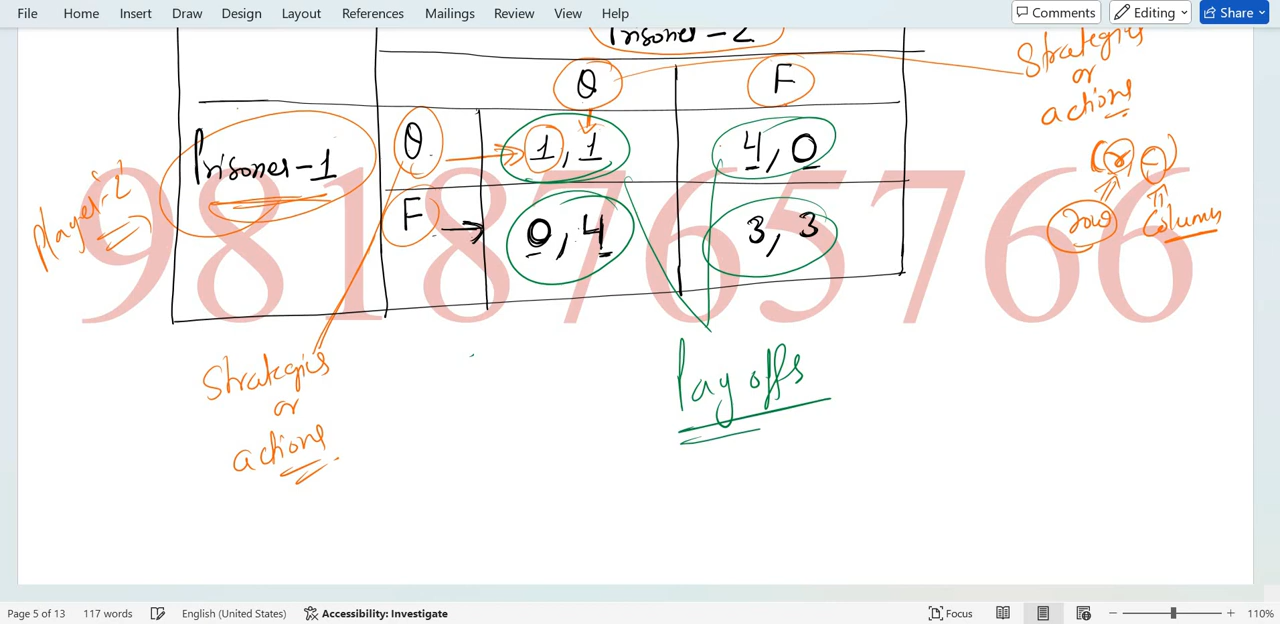 File Home Insert Draw Design Layout References Mailings Review View Help Comments Editing Share
Prisoner-2
Strategies
or
actions
Q F
Prisoner-1 Q 1, 1 4, 0
F 0, 4 3, 3
(r, c)
row Column
Player-
9818765766
Strategies
or
actions
Pay offs
Page 5 of 13 117 words English (United States) Accessibility: Investigate Focus 110%